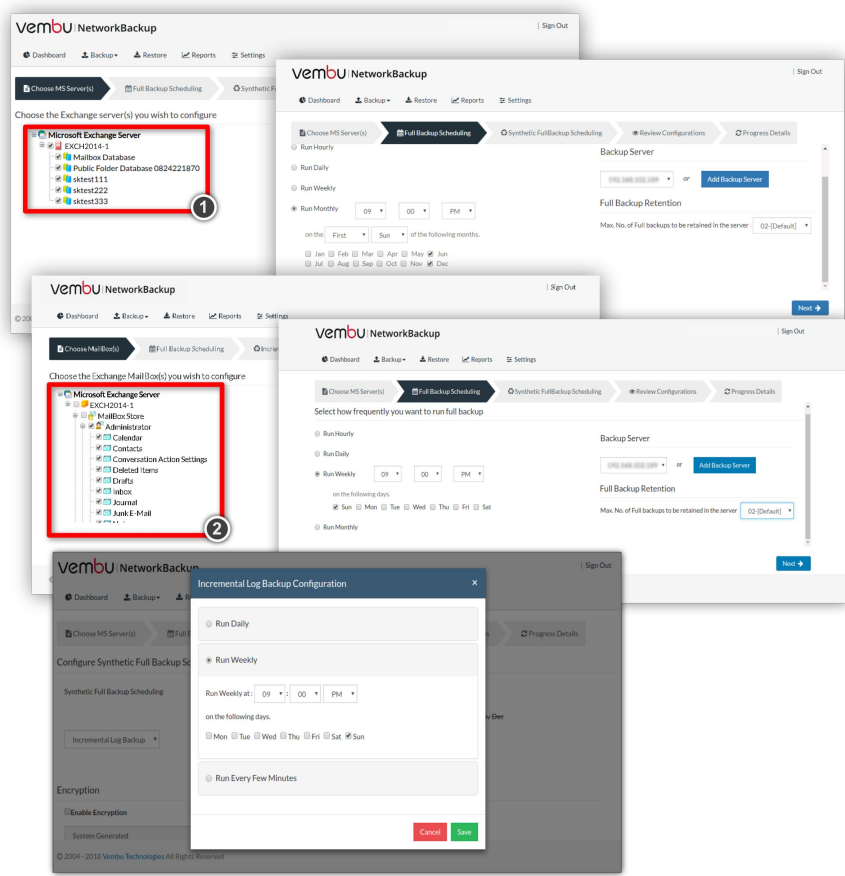 vembu NetworkBackup
| Sign Out
Dashboard Backup Restore Reports Settings
Choose MS Server(s) Full Backup Scheduling Synthetic F
Choose the Exchange server(s) you wish to configure
Microsoft Exchange Server
EXCH2014-1
Mailbox Database
Public Folder Database 0824221870
sktest111
sktest222
sktest333
1
vembu NetworkBackup
| Sign Out
Dashboard Backup Restore Reports Settings
Choose MS Server(s) Full Backup Scheduling Synthetic FullBackup Scheduling Review Configurations Progress Details
Run Hourly
Run Daily
Run Weekly
Run Monthly 09 00 PM
on the First Sun of the following months.
Jan Feb Mar Apr May Jun
Jul Aug Sep Oct Nov Dec
Backup Server
or Add Backup Server
Full Backup Retention
Max. No. of Full backups to be retained in the server 02-[Default]
Next
© 200
vembu NetworkBackup
| Sign Out
Dashboard Backup Restore Reports Settings
Choose MailBox(s) Full Backup Scheduling Increm
Choose the Exchange MailBox(s) you wish to configure
Microsoft Exchange Server
EXCH2014-1
MailBox Store
Administrator
Calendar
Contacts
Conversation Action Settings
Deleted Items
Drafts
Inbox
Journal
Junk E-Mail
2
vembu NetworkBackup
| Sign Out
Dashboard Backup Restore Reports Settings
Choose MS Server(s) Full Backup Scheduling Synthetic FullBackup Scheduling Review Configurations Progress Details
Select how frequently you want to run full backup
Run Hourly
Run Daily
Run Weekly 09 00 PM
on the following days.
Sun Mon Tue Wed Thu Fri Sat
Run Monthly
Backup Server
or Add Backup Server
Full Backup Retention
Max. No. of Full backups to be retained in the server 02-[Default]
Next
vembu NetworkBackup
| Sign Out
Dashboard Backup R
Choose MS Server(s) Full B s Progress Details
Configure Synthetic Full Backup Sc
Synthetic Full Backup Scheduling
v Dec
Incremental Log Backup
Encryption
Enable Encryption
System Generated
© 2004 - 2018 Vembu Technologies All Rights Reserved
Incremental Log Backup Configuration x
Run Daily
Run Weekly
Run Weekly at : 09 : 00 PM
on the following days.
Mon Tue Wed Thu Fri Sat Sun
Run Every Few Minutes
Cancel Save